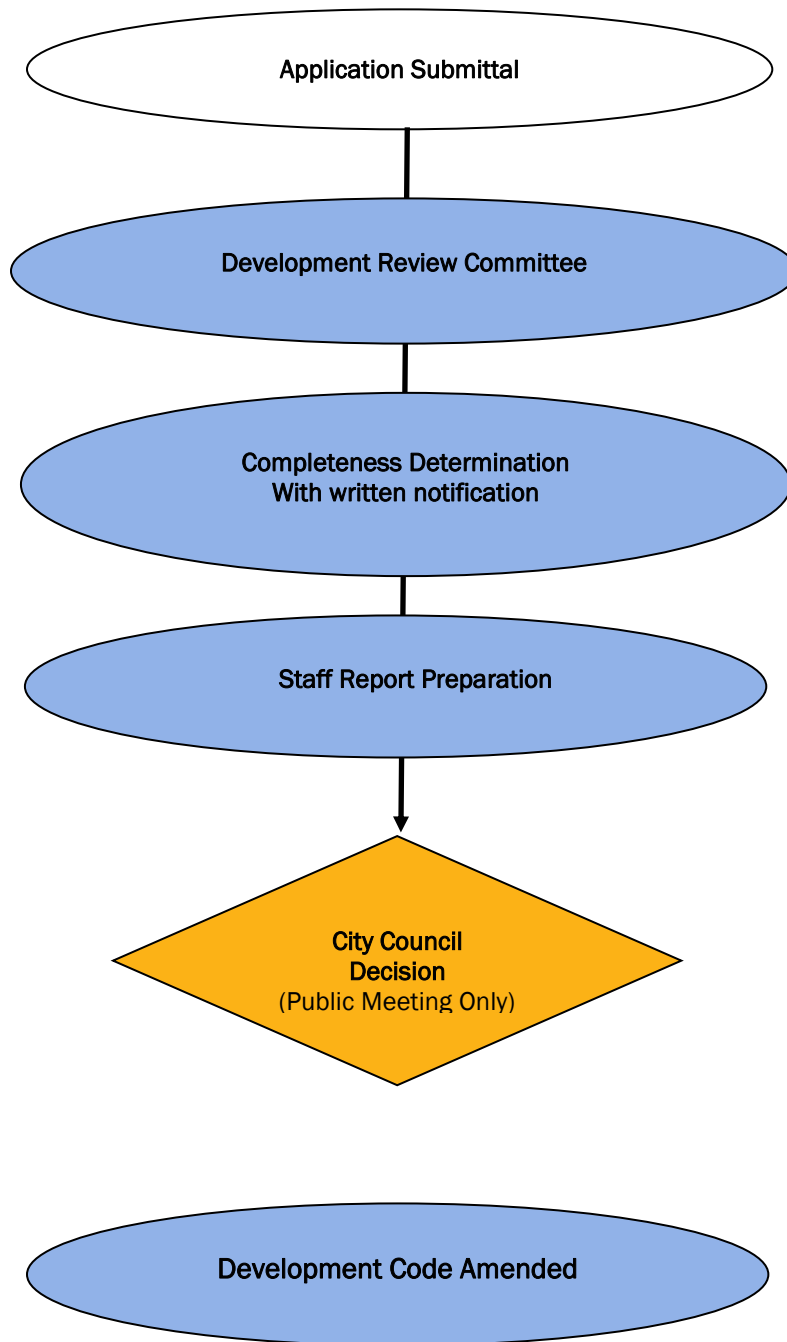 Application Submittal
Development Review Committee
Completeness Determination
With written notification
Staff Report Preparation
City Council
Decision
(Public Meeting Only)
Development Code Amended